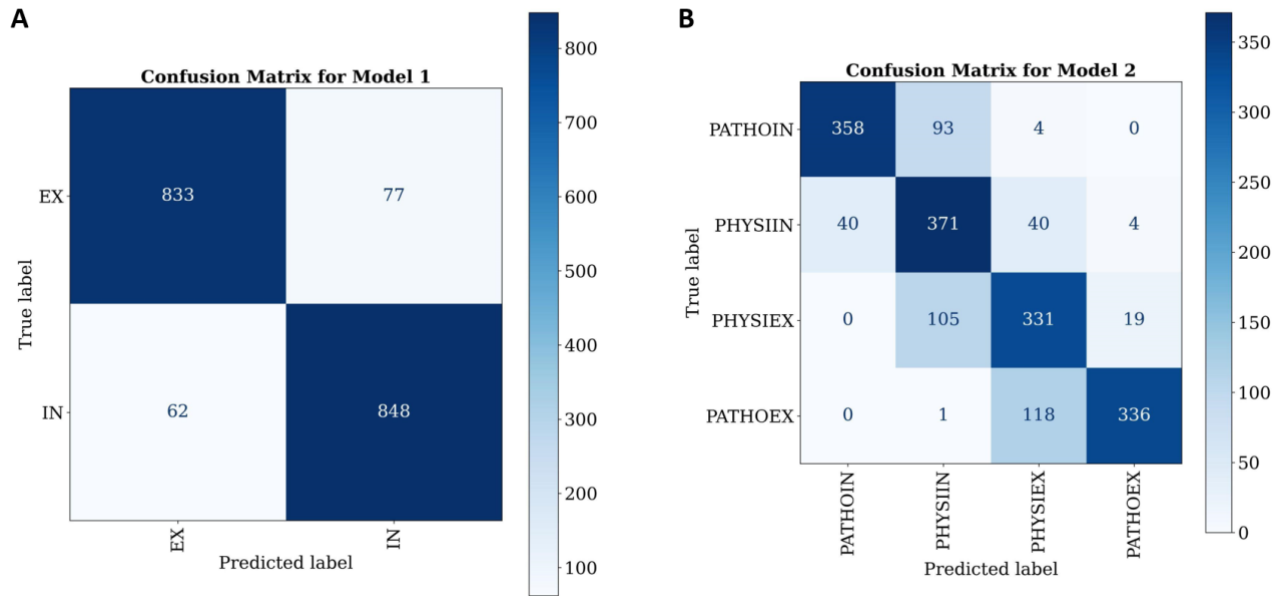 A
Confusion Matrix for Model 1
True label
EX
833 77
IN
62 848
EX IN
Predicted label
800
700
600
500
400
300
200
100
B
Confusion Matrix for Model 2
True label
PATHOIN 358 93 4 0
PHYSIIN 40 371 40 4
PHYSIEX 0 105 331 19
PATHOEX 0 1 118 336
PATHOIN PHYSIIN PHYSIEX PATHOEX
Predicted label
350
300
250
200
150
100
50
0